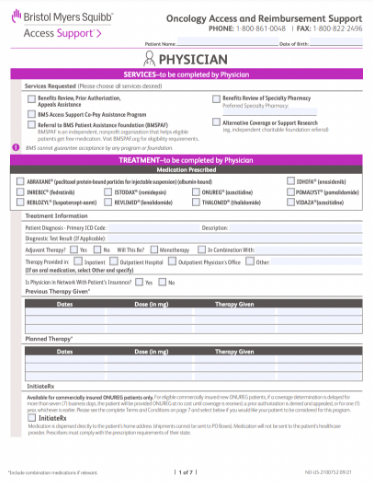 Bristol Myers Squibb®
Access Support®
Oncology Access and Reimbursement Support
PHONE: 1-800 861-0048 | FAX: 1-800-822-2496
Patient Name: Date of Birth:
PHYSICIAN
SERVICES–to be completed by Physician
Services Requested (Please choose all services desired)
Benefits Review, Prior Authorization,
Appeals Assistance
BMS Access Support Co-Pay Assistance Program
Referral to BMS Patient Assistance Foundation (BMSPAF)
BMSPAF is an independent, nonprofit organization that helps eligible
patients get free medication. Visit BMSPAF.org for eligibility requirements.
BMS cannot guarantee acceptance by any program or foundation.
Benefits Review of Specialty Pharmacy
Preferred Specialty Pharmacy:
Alternative Coverage or Support Research
(eg, independent charitable foundation referral)
TREATMENT–to be completed by Physician
Medication Prescribed
ABRAXANE® (paclitaxel protein-bound particles for injectable suspension) (albumin bound) IDHIFA® (enasidenib)
INREBIC® (fedratinib) ISTODAX® (romidepsin) ONUREG® (azacitidine) POMALYST® (pomalidomide)
REBLOZYL® (luspatercept-aamt) REVLIMID® (lenalidomide) THALOMID® (thalidomide) VIDAZA® (azacitidine)
Treatment Information
Patient Diagnosis - Primary ICD Code: Description:
Diagnostic Test Result (If Applicable)
Adjuvant Therapy? Yes No Will This Be? Monotherapy In Combination With:
Therapy Provided in: Inpatient Outpatient Hospital Outpatient Physician's Office Other:
(If an oral medication, select Other and specify)
Is Physician in Network With Patient's Insurance? Yes No
Previous Therapy Given*
Dates Dose (in mg) Therapy Given
Planned Therapy*
Dates Dose (in mg) Therapy Given
InitiateRx
Available for commercially insured ONUREG patients only. For eligible commercially insured new ONUREG patients, if a coverage determination is delayed for
more than seven (7) business days, the patient will be provided ONUREG at no cost until coverage is received, a prior authorization is denied and appealed, or for one (1)
year, whichever is earlier. Please see the complete Terms and Conditions on page 7 and select below if you would like your patient to be considered for this program.
InitiateRx
Medication is dispensed directly to the patient's home address. Shipments cannot be sent to PO Boxes. Medication will not be sent to the patient's healthcare
provider. Prescribers must comply with the prescription requirements of their state.
*Include combination medications if relevant.
| 1 of 7 |